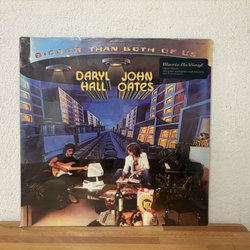 BIGGER THAN BOTH OF US
DARYL JOHN
HALL OATES
Music On Vinyl